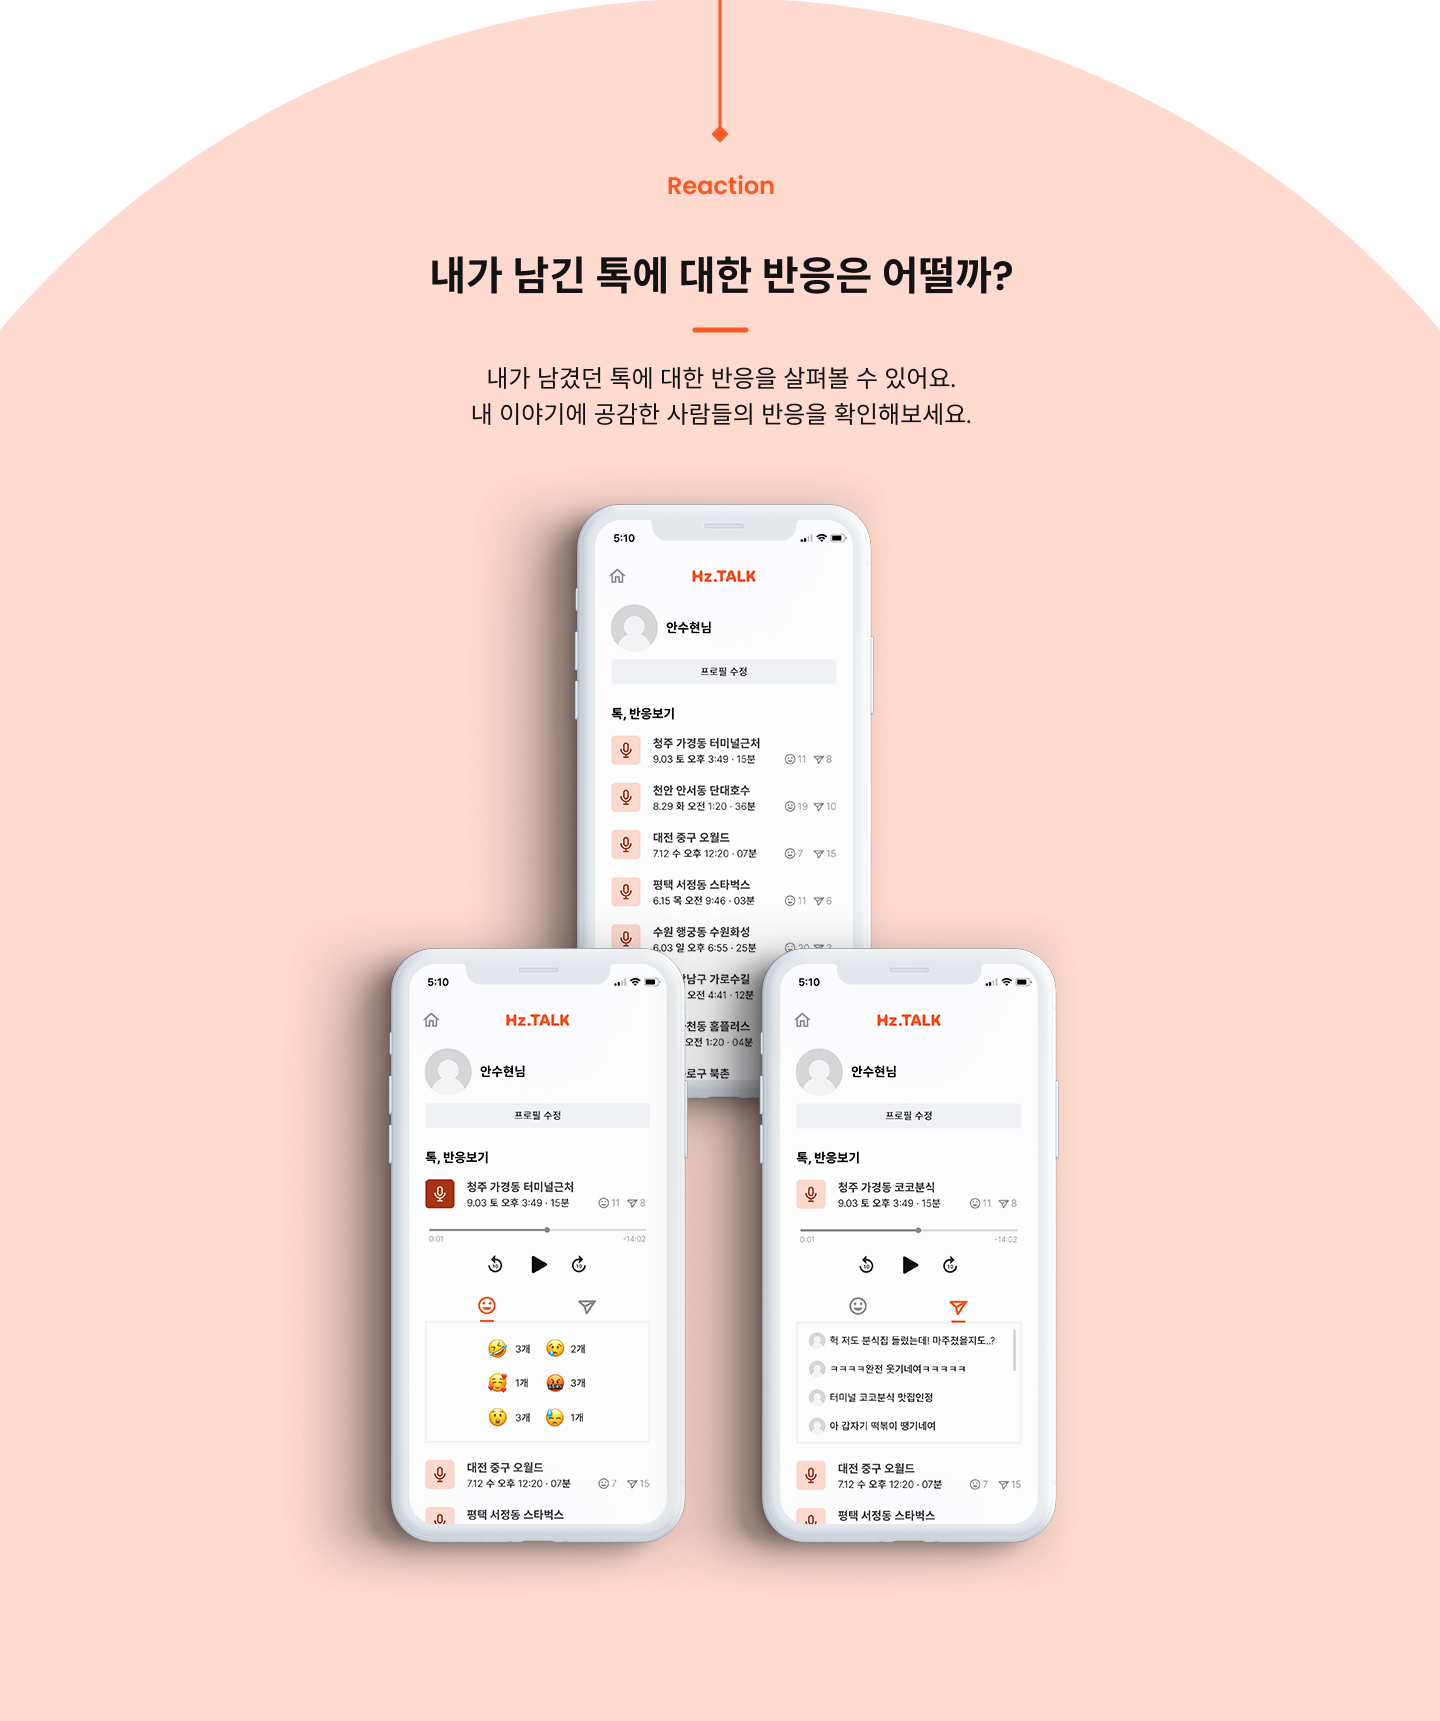 Reaction
내가 남긴 톡에 대한 반응은 어떨까?
내가 남겼던 톡에 대한 반응을 살펴볼 수 있어요.
내 이야기에 공감한 사람들의 반응을 확인해보세요.
5:10
Hz.TALK
안수현님
프로필 수정
톡, 반응보기
청주 가경동 터미널근처
9.03 토 오후 3:49 · 15분 11 8
천안 안서동 단대호수
8.29 화 오전 1:20 · 36분 19 10
대전 중구 오월드
7.12 수 오후 12:20 · 07분 7 15
평택 서정동 스타벅스
6.15 목 오전 9:46 · 03분 11 6
수원 행궁동 수원화성
6.03 일 오후 6:55 · 25분 20 3
가로수길
오전 4:41 · 12분
홈플러스
오전 1:20 · 04분
북촌
5:10
Hz.TALK
안수현님
프로필 수정
톡, 반응보기
청주 가경동 터미널근처
9.03 토 오후 3:49 · 15분 11 8
0:01 -14:02
10 10
3개 2개
1개 3개
3개 1개
대전 중구 오월드
7.12 수 오후 12:20 · 07분 7 15
평택 서정동 스타벅스
5:10
Hz.TALK
안수현님
프로필 수정
톡, 반응보기
청주 가경동 코코분식
9.03 토 오후 3:49 · 15분 11 8
0:01 -14:02
10 10
헉 저도 분식집 들렀는데! 마주쳤을지도..?
ㅋㅋㅋㅋ완전 웃기네여ㅋㅋㅋㅋㅋ
터미널 코코분식 맛집인정
아 갑자기 떡볶이 땡기네여
대전 중구 오월드
7.12 수 오후 12:20 · 07분 7 15
평택 서정동 스타벅스